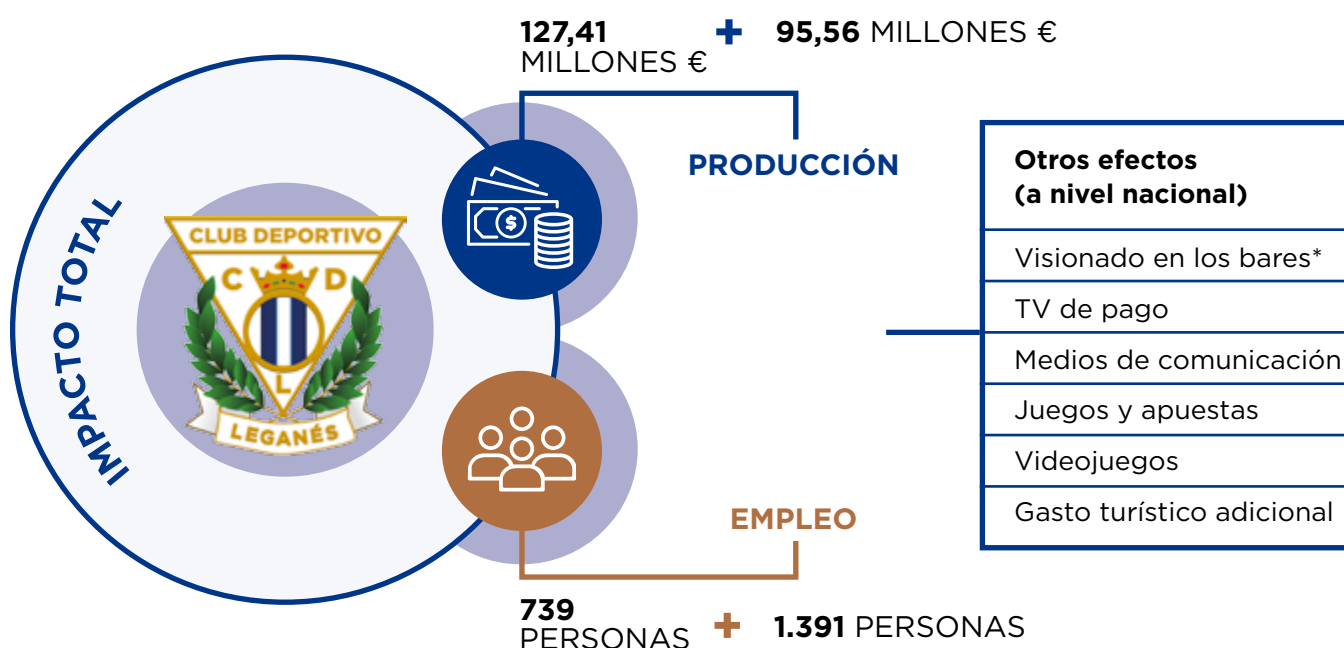 127,41
MILLONES €
+ 95,56 MILLONES €
PRODUCCIÓN
IMPACTO TOTAL
CLUB DEPORTIVO
C D
L
LEGANÉS
$
Otros efectos
(a nivel nacional)
Visionado en los bares*
TV de pago
Medios de comunicación
Juegos y apuestas
Videojuegos
Gasto turístico adicional
EMPLEO
739
PERSONAS
+ 1.391 PERSONAS